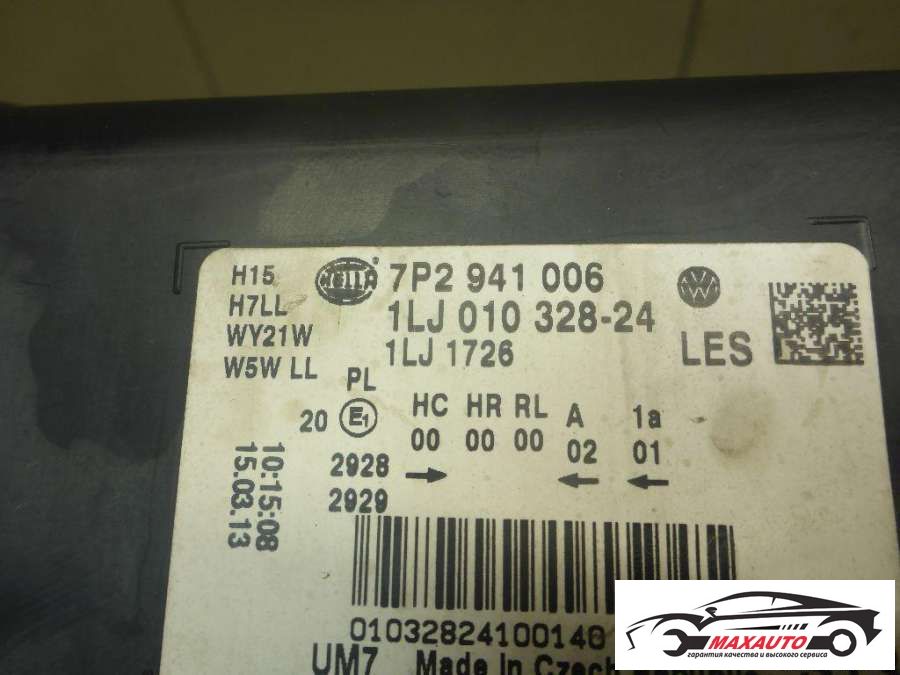 H15 HELLA ® 7P2 941 006
H7LL 1LJ 010 328-24
WY21W 1LJ 1726 LES
W5W LL
PL
HC HR RL A 1a
20 E1 00 00 00 02 01
2928
2929
10:15:08
15.03.13
01032824100140
UM7 Made in Czech
MAXAUTO
гарантия качества и высокого сервиса